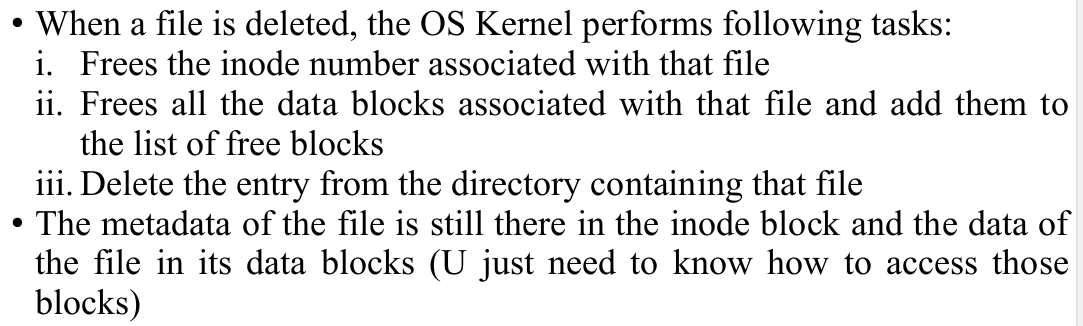 • When a file is deleted, the OS Kernel performs following tasks:
i. Frees the inode number associated with that file
ii. Frees all the data blocks associated with that file and add them to
the list of free blocks
iii. Delete the entry from the directory containing that file
• The metadata of the file is still there in the inode block and the data of
the file in its data blocks (U just need to know how to access those
blocks)